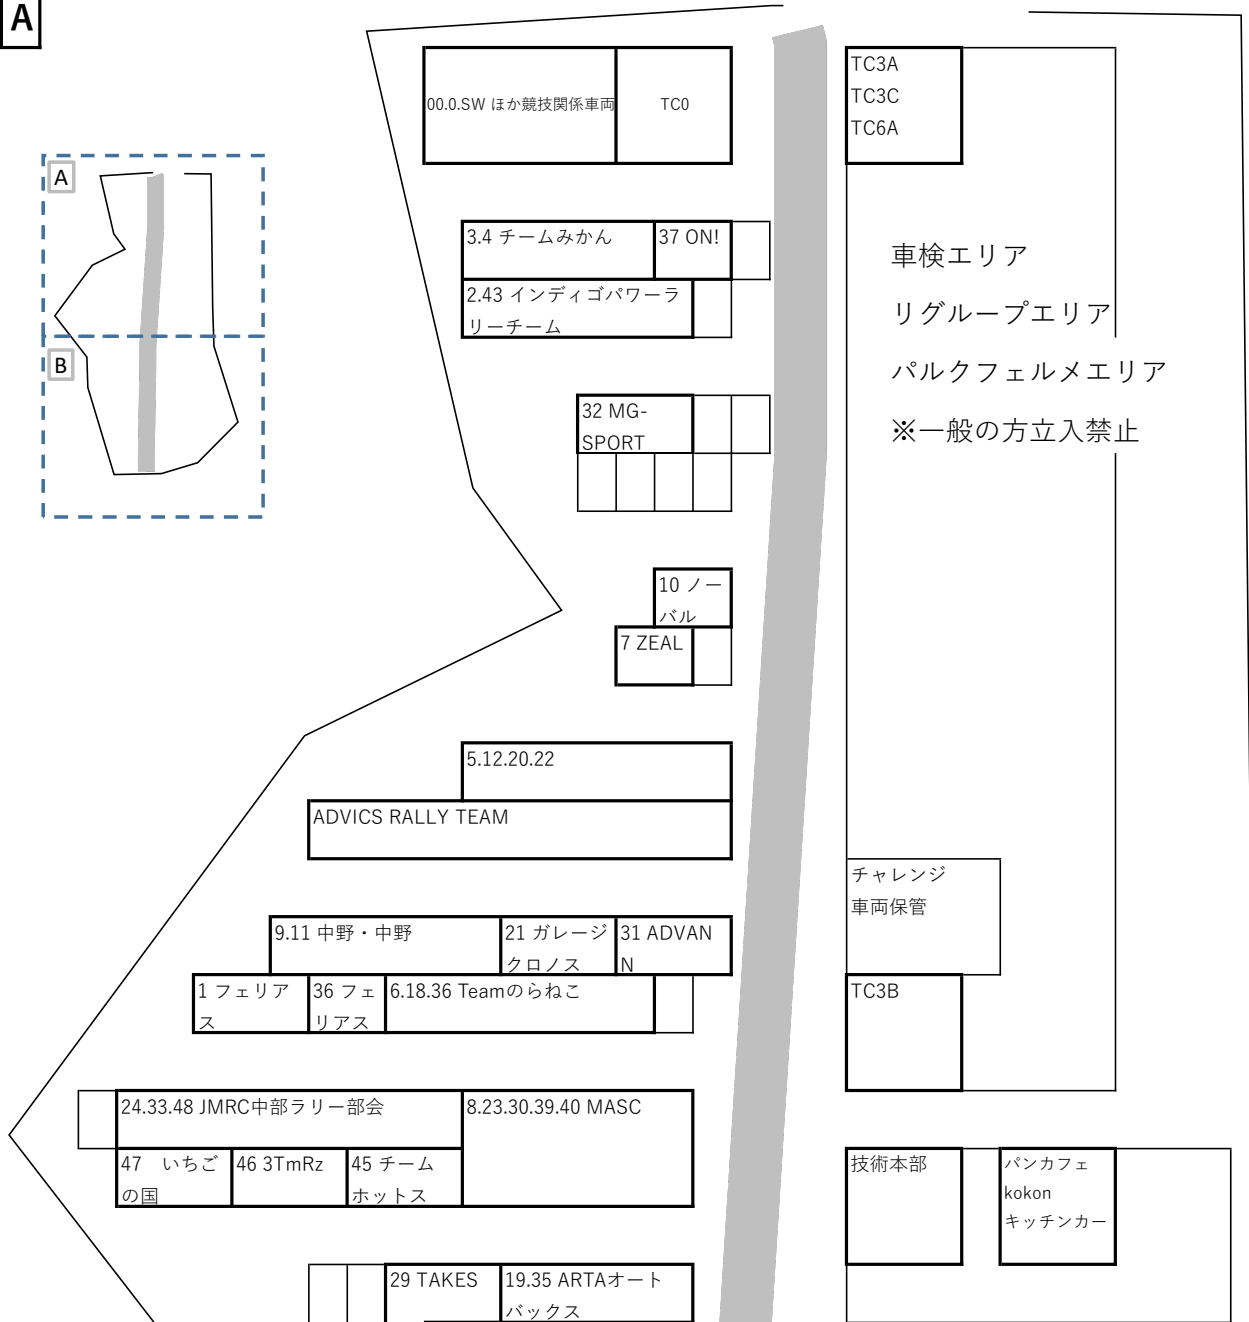 A
00.0.SW ほか競技関係車両
TC0
TC3A
TC3C
TC6A
A
B
3.4 チームみかん
37 ON!
2.43 インディゴパワーラ
リーチーム
車検エリア
リグループエリア
パルクフェルメエリア
※一般の方立入禁止
32 MG-
SPORT
10 ノー
バル
7 ZEAL
5.12.20.22
ADVICS RALLY TEAM
チャレンジ
車両保管
9.11 中野・中野
21 ガレージ
クロノス
31 ADVAN
N
1 フェリア
ス
36 フェ
リアス
6.18.36 Teamのらねこ
TC3B
24.33.48 JMRC中部ラリー部会
8.23.30.39.40 MASC
47　いちご
の国
46 3TmRz
45 チーム
ホットス
技術本部
パンカフェ
kokon
キッチンカー
29 TAKES
19.35 ARTAオート
バックス